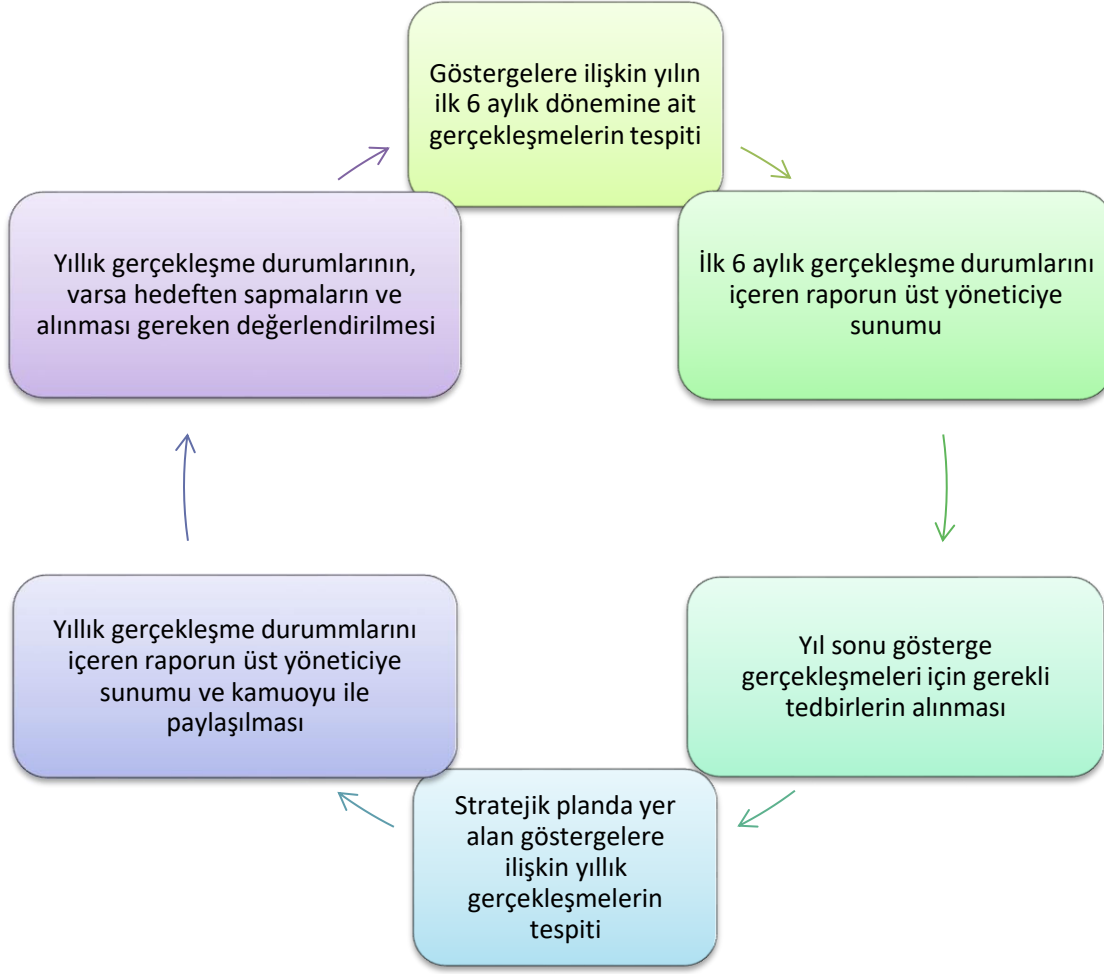 Göstergelere ilişkin yılın
ilk 6 aylık dönemine ait
gerçekleşmelerin tespiti
İlk 6 aylık gerçekleşme durumlarını
içeren raporun üst yöneticiye
sunumu
Yıl sonu gösterge
gerçekleşmeleri için gerekli
tedbirlerin alınması
Stratejik planda yer
alan göstergelere
ilişkin yıllık
gerçekleşmelerin
tespiti
Yıllık gerçekleşme durummlarını
içeren raporun üst yöneticiye
sunumu ve kamuoyu ile
paylaşılması
Yıllık gerçekleşme durumlarının,
varsa hedeften sapmaların ve
alınması gereken değerlendirilmesi